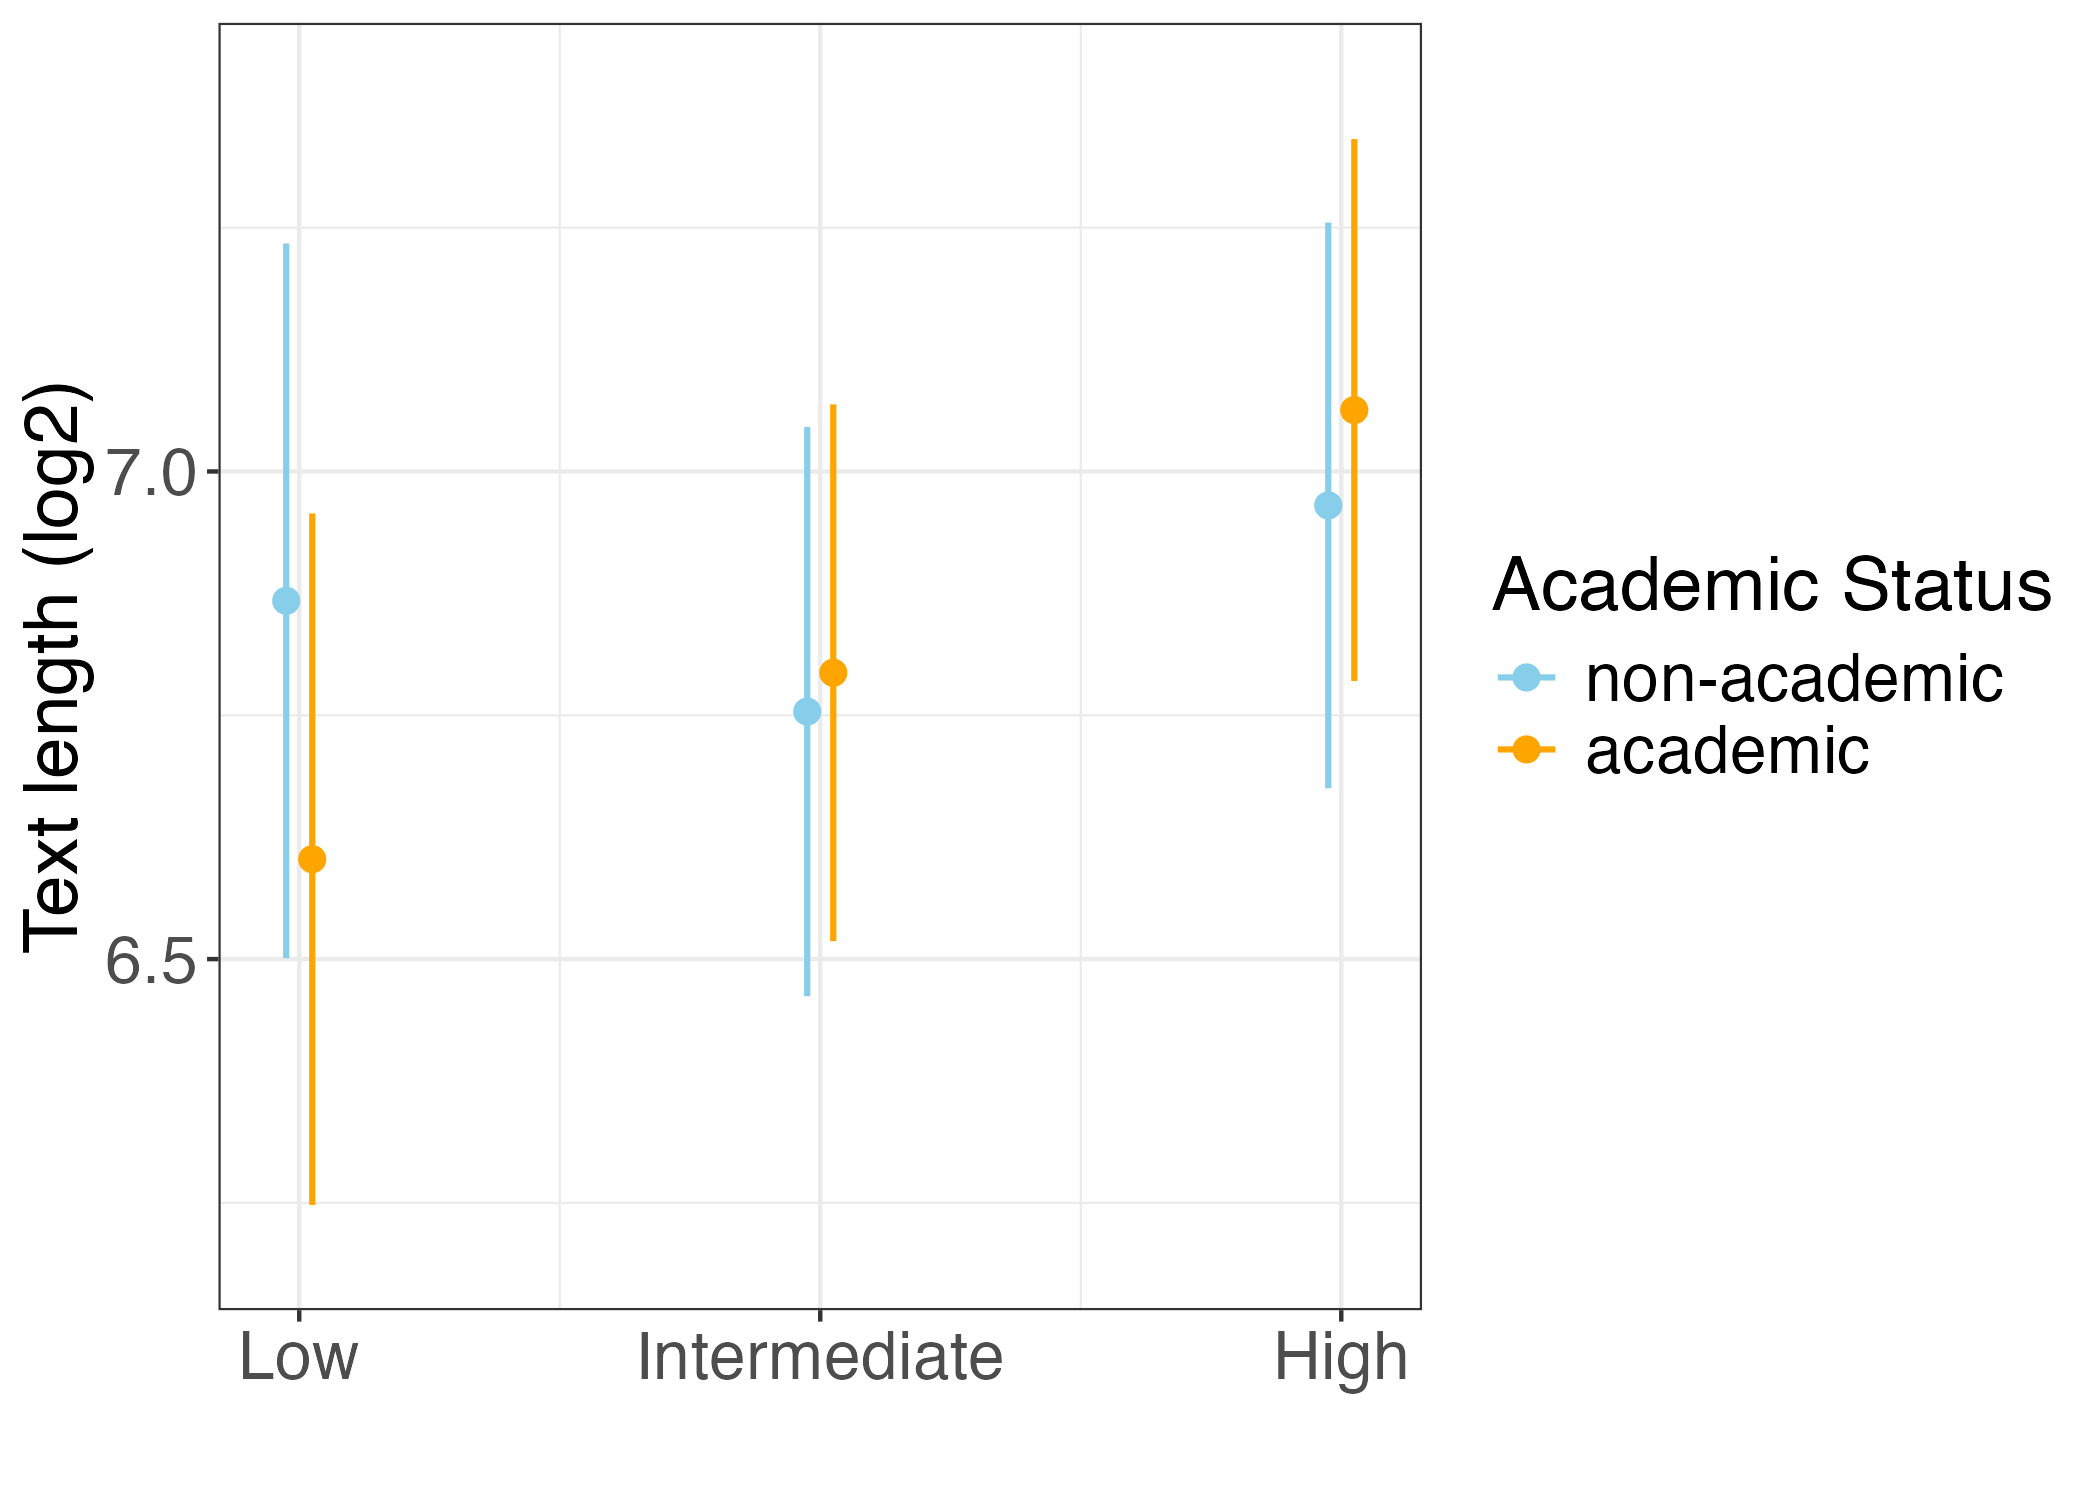 Text length (log2)
7.0
6.5
Low
Intermediate
High
Academic Status
non-academic
academic